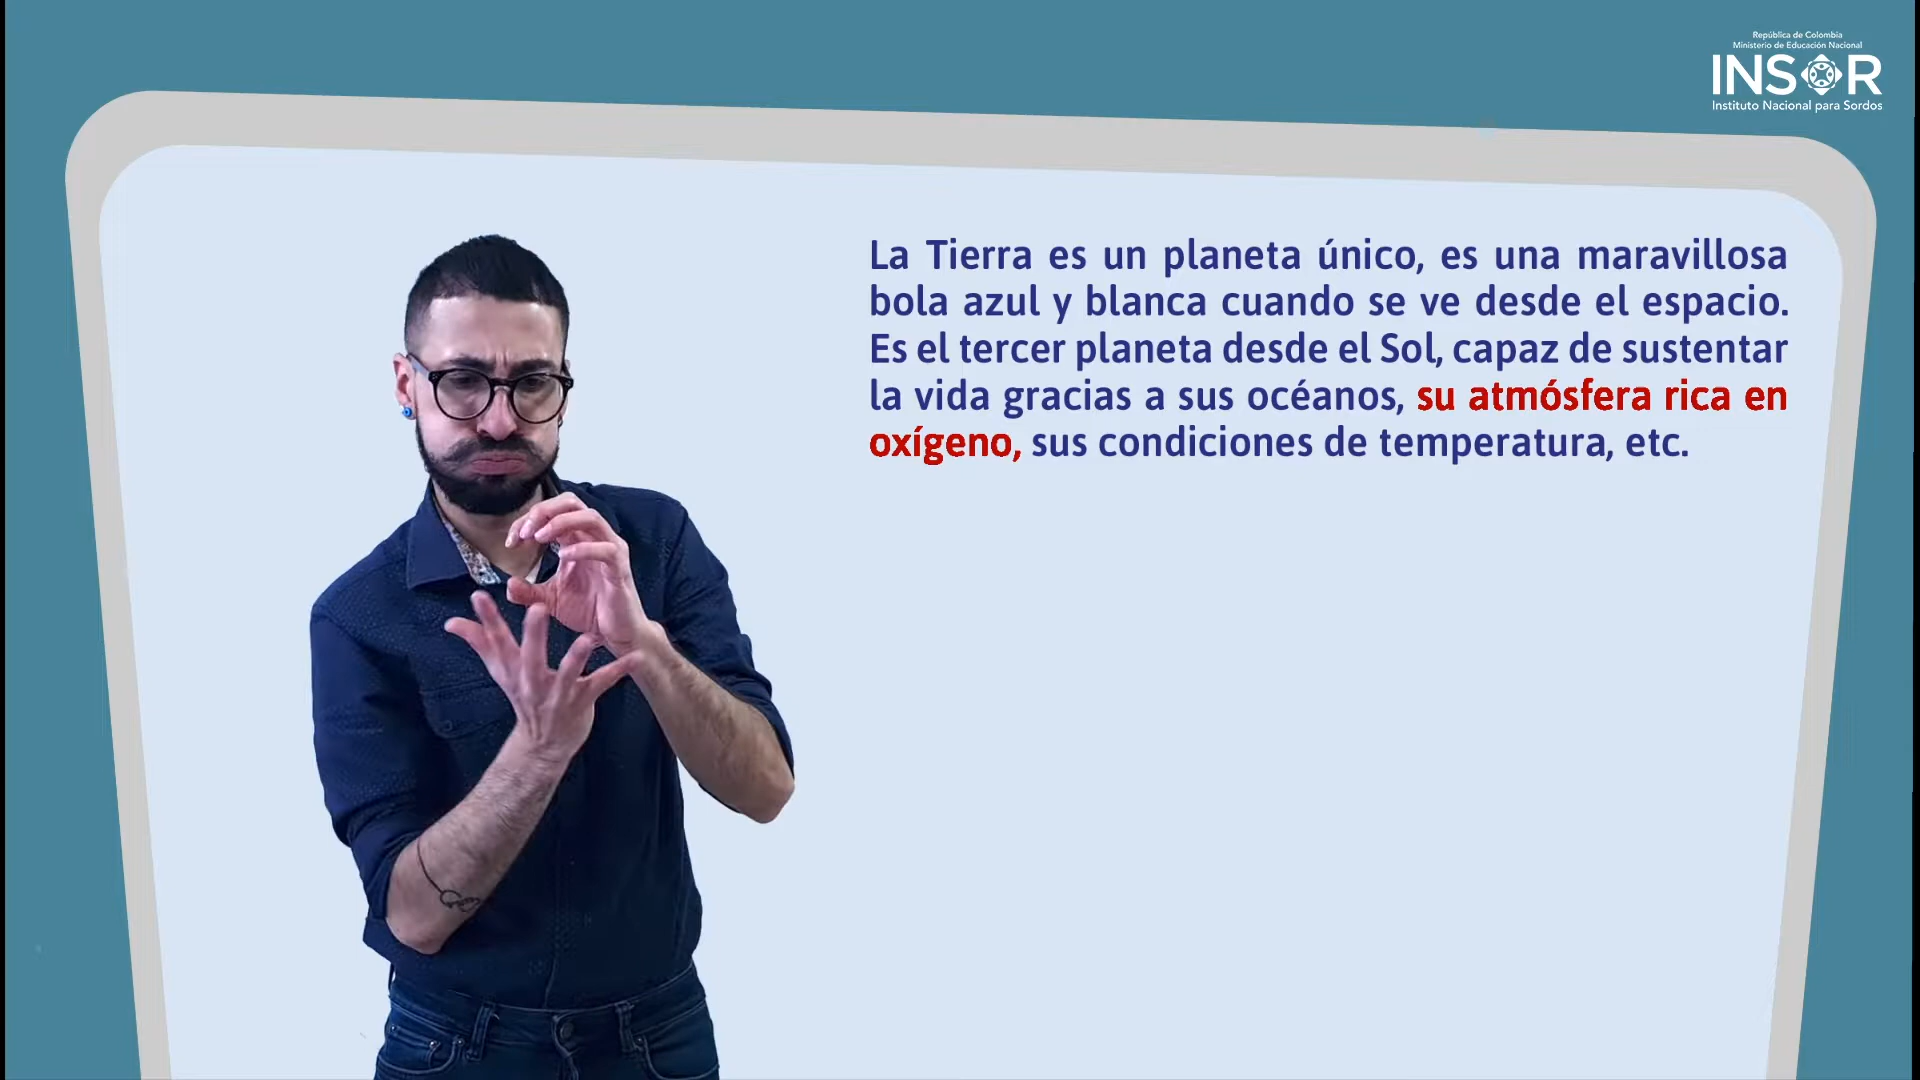 República de Colombia
Ministerio de Educación Nacional
INSOR
Instituto Nacional para Sordos
La Tierra es un planeta único, es una maravillosa
bola azul y blanca cuando se ve desde el espacio.
Es el tercer planeta desde el Sol, capaz de sustentar
la vida gracias a sus océanos, su atmósfera rica en
oxígeno, sus condiciones de temperatura, etc.